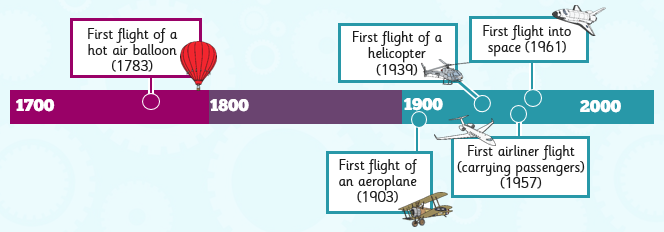 First flight of a
hot air balloon
(1783)
First flight of a
helicopter
(1939)
First flight into
space (1961)
1700
1800
1900
2000
First flight of
an aeroplane
(1903)
First airliner flight
(carrying passengers)
(1957)